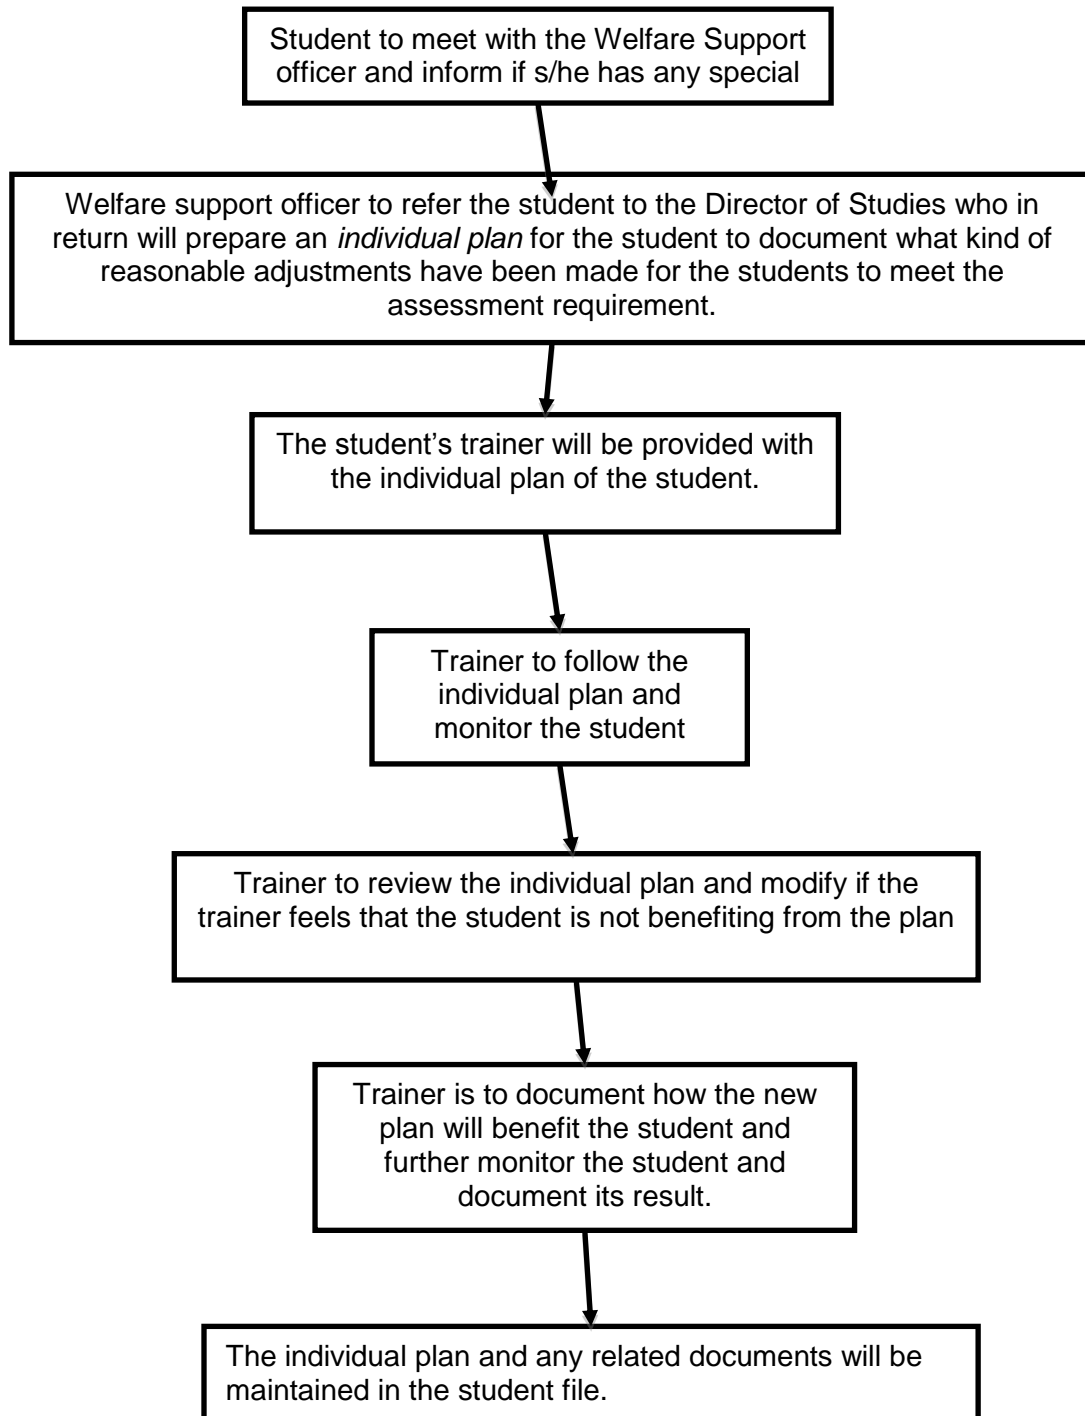 Student to meet with the Welfare Support
officer and inform if s/he has any special
Welfare support officer to refer the student to the Director of Studies who in
return will prepare an individual plan for the student to document what kind of
reasonable adjustments have been made for the students to meet the
assessment requirement.
The student’s trainer will be provided with
the individual plan of the student.
Trainer to follow the
individual plan and
monitor the student
Trainer to review the individual plan and modify if the
trainer feels that the student is not benefiting from the plan
Trainer is to document how the new
plan will benefit the student and
further monitor the student and
document its result.
The individual plan and any related documents will be
maintained in the student file.